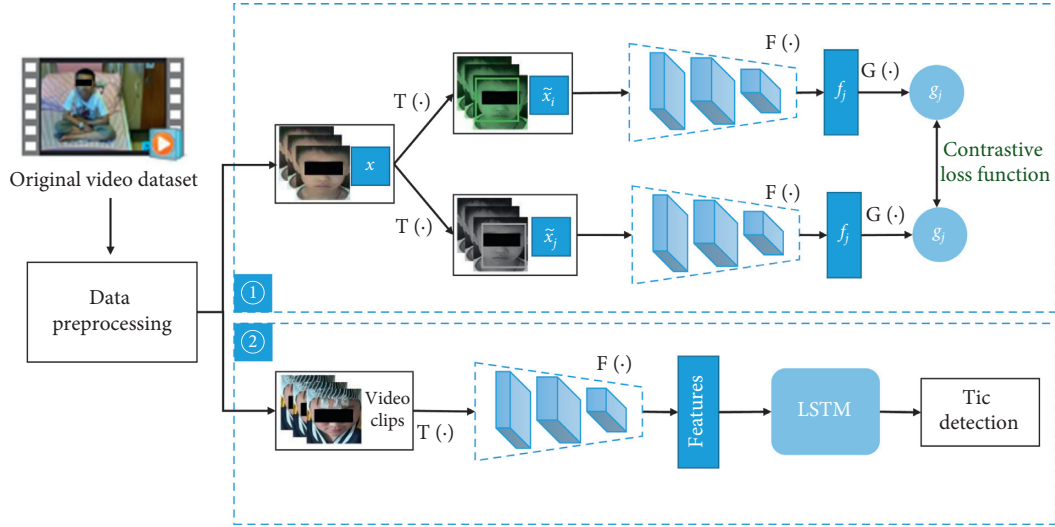 Original video dataset
Data
preprocessing
①
x
T (·)
T (·)
x̃ᵢ
x̃ⱼ
F (·)
F (·)
fⱼ
fⱼ
G (·)
G (·)
gⱼ
Contrastive
loss function
gⱼ
②
Video
clips
T (·)
F (·)
Features
LSTM
Tic
detection